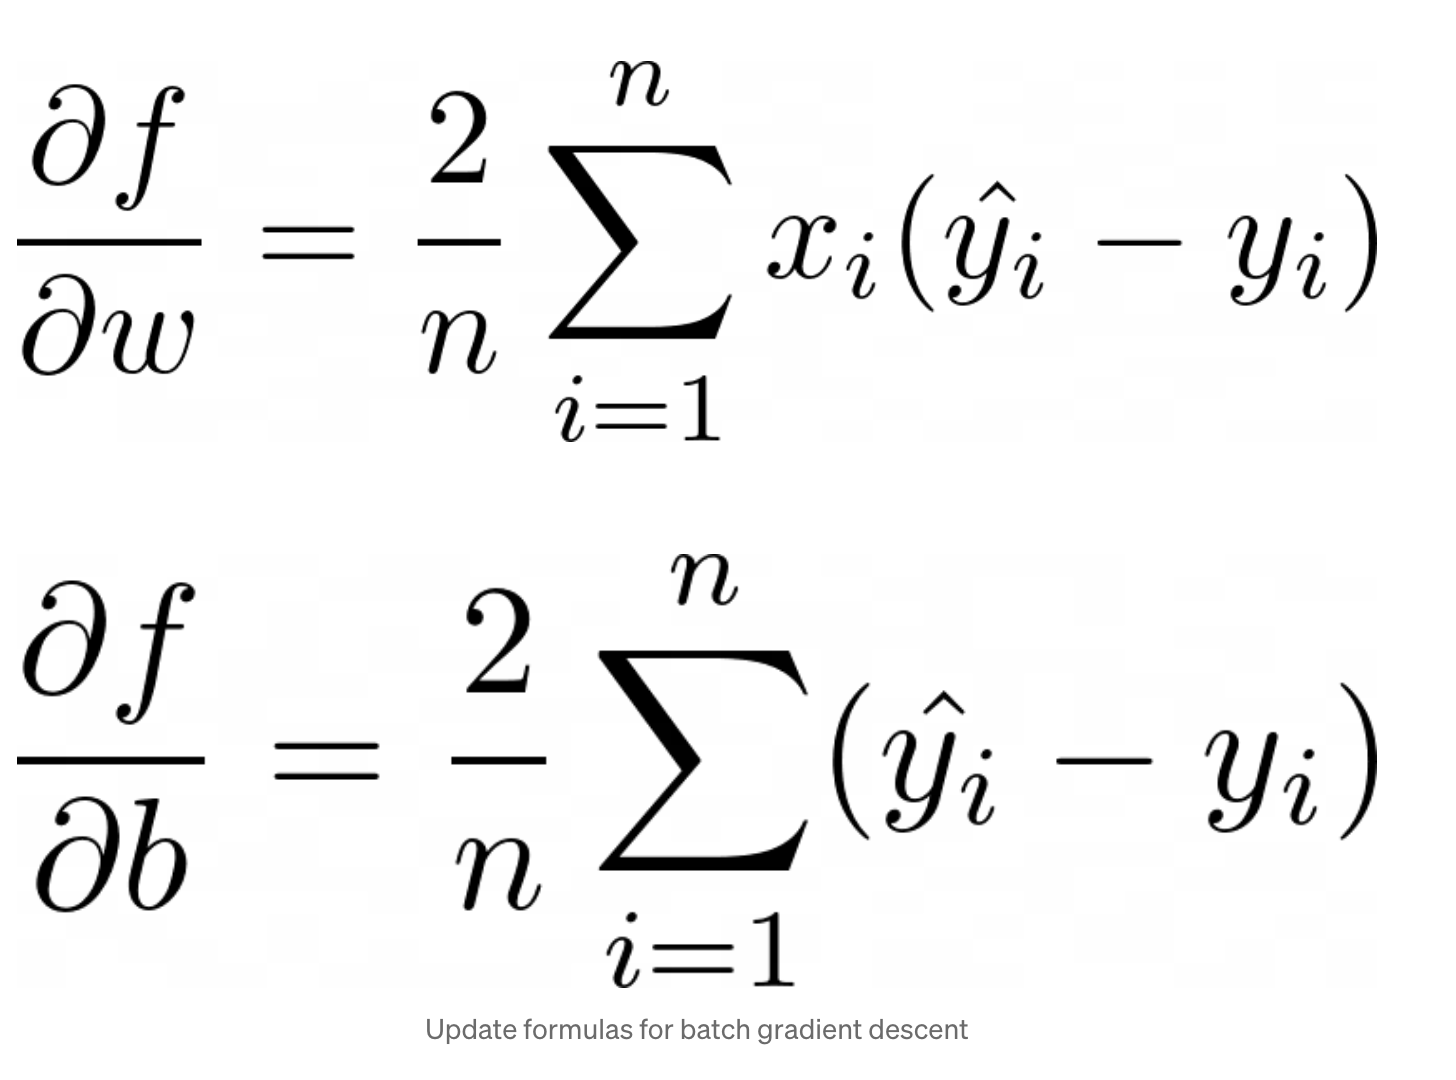 ∂f/∂w = 2/n ∑_{i=1}^{n} x_i(ŷ_i − y_i)
∂f/∂b = 2/n ∑_{i=1}^{n} (ŷ_i − y_i)
Update formulas for batch gradient descent